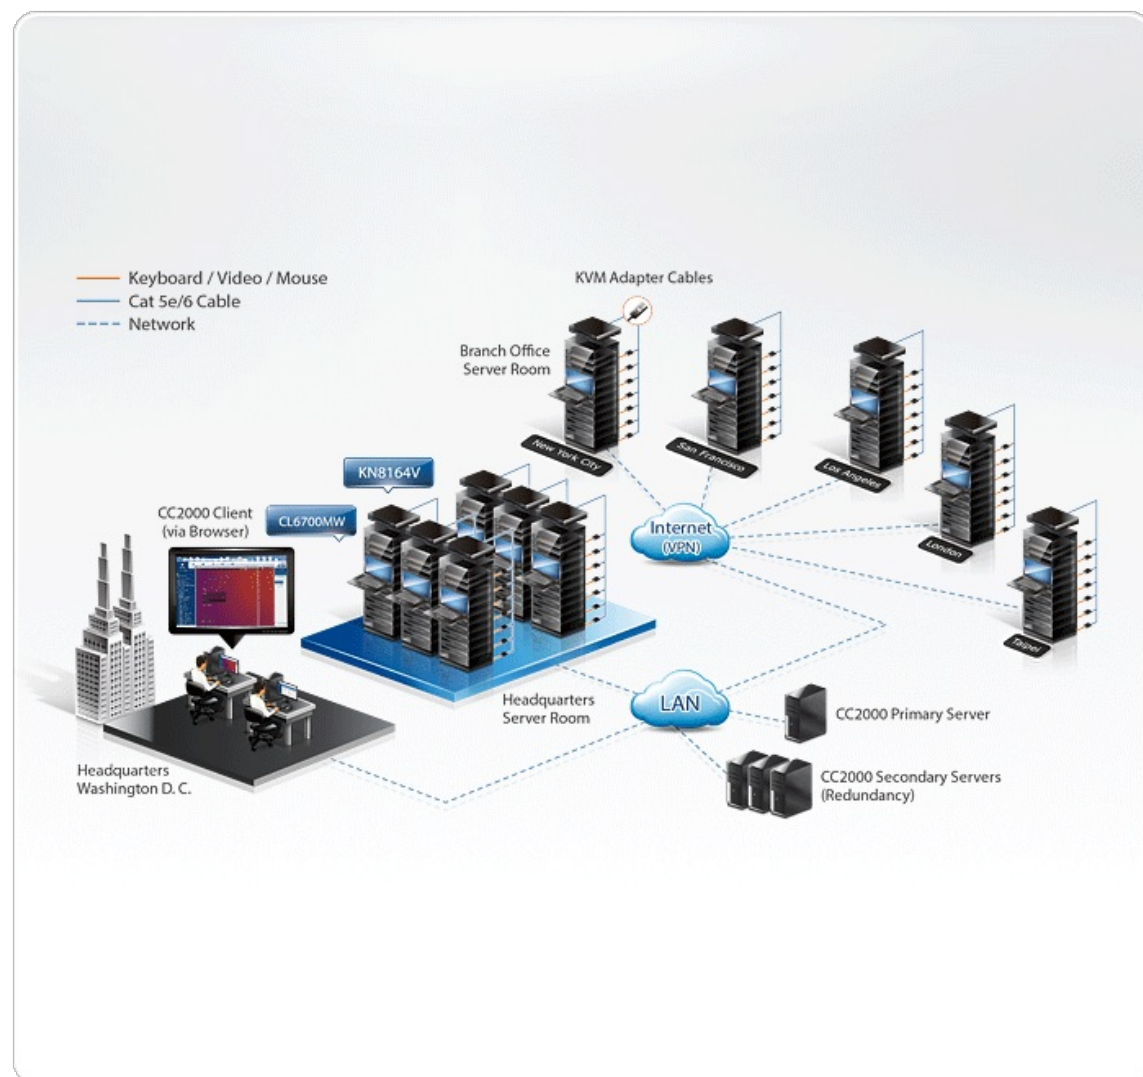 Keyboard / Video / Mouse
Cat 5e/6 Cable
Network
KVM Adapter Cables
Branch Office
Server Room
New York City
San Francisco
Los Angeles
London
Taipei
KN8164V
CL6700MW
CC2000 Client
(via Browser)
Internet
(VPN)
Headquarters
Server Room
LAN
CC2000 Primary Server
CC2000 Secondary Servers
(Redundancy)
Headquarters
Washington D. C.